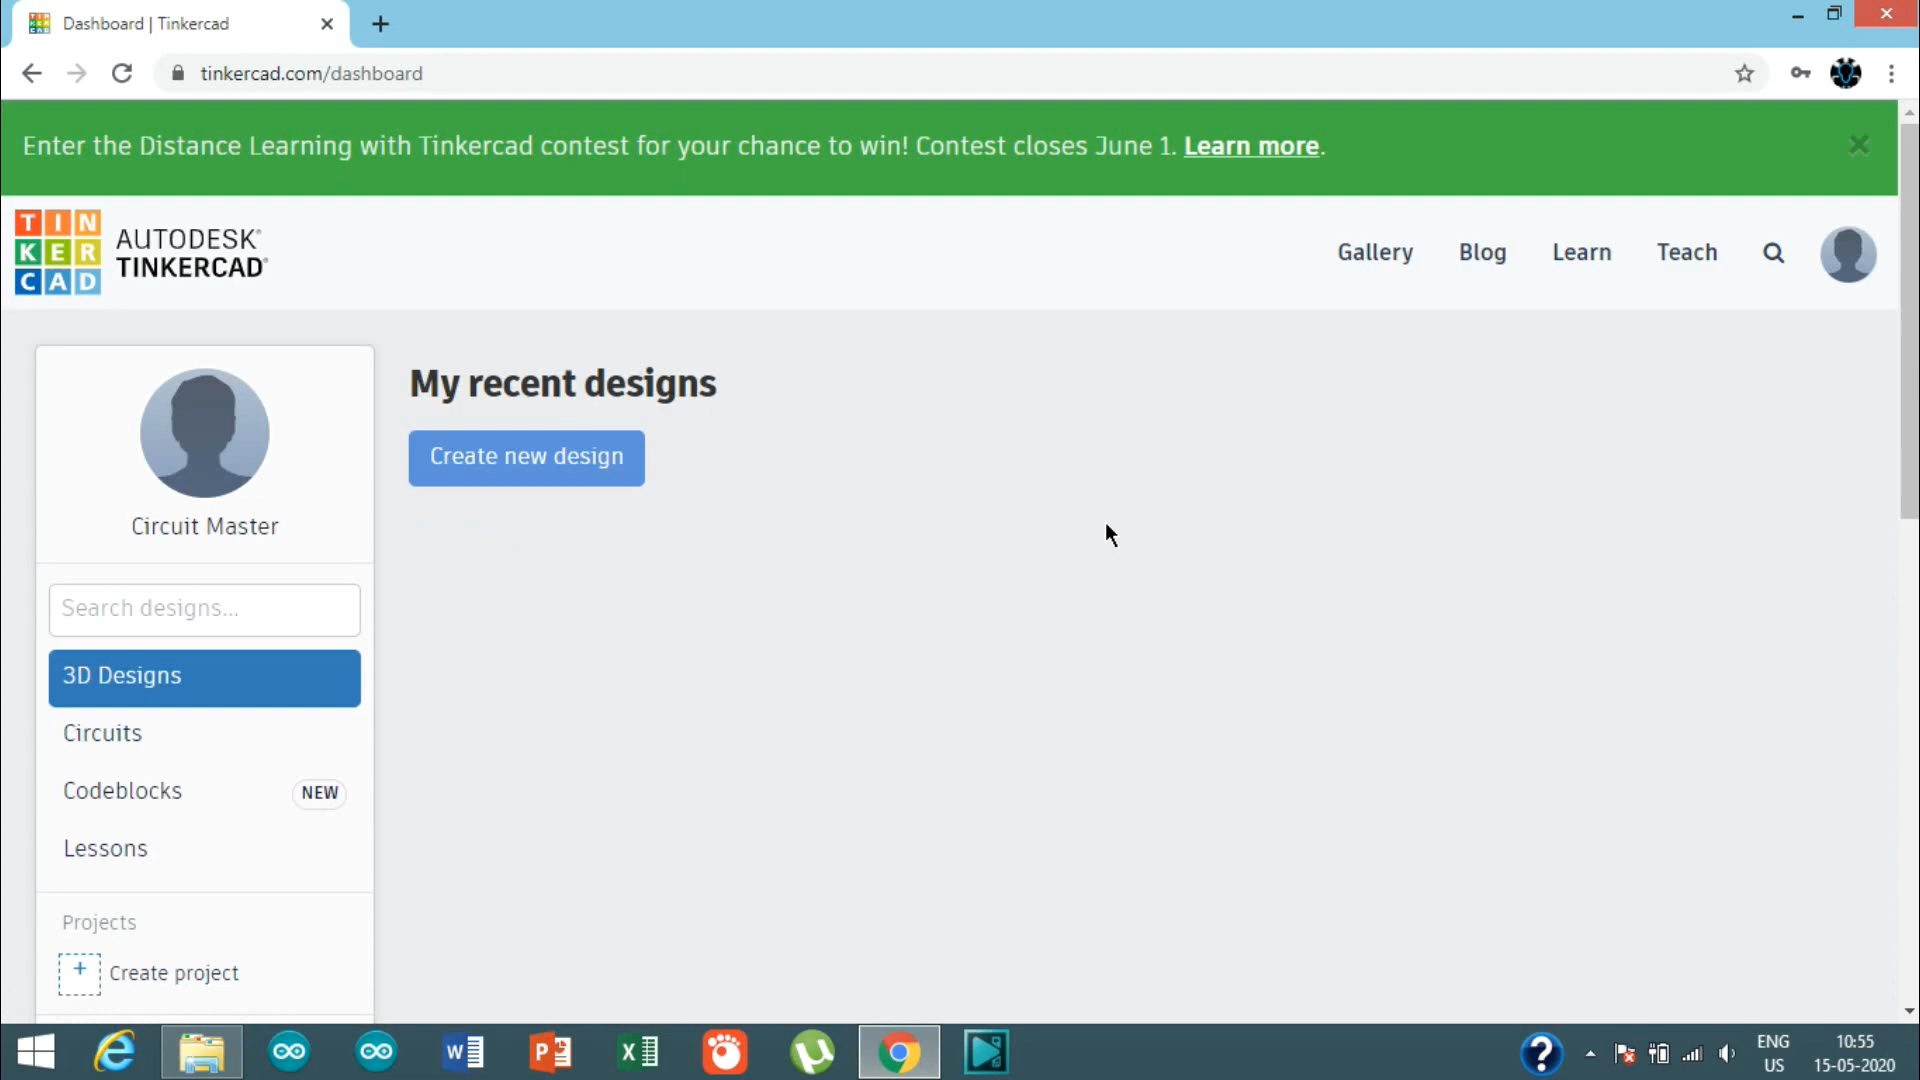 Dashboard | Tinkercad
tinkercad.com/dashboard
Enter the Distance Learning with Tinkercad contest for your chance to win! Contest closes June 1. Learn more.
TIN
KER
CAD
AUTODESK®
TINKERCAD®
Gallery
Blog
Learn
Teach
Circuit Master
Search designs...
3D Designs
Circuits
Codeblocks NEW
Lessons
Projects
+ Create project
My recent designs
Create new design
ENG
US
10:55
15-05-2020